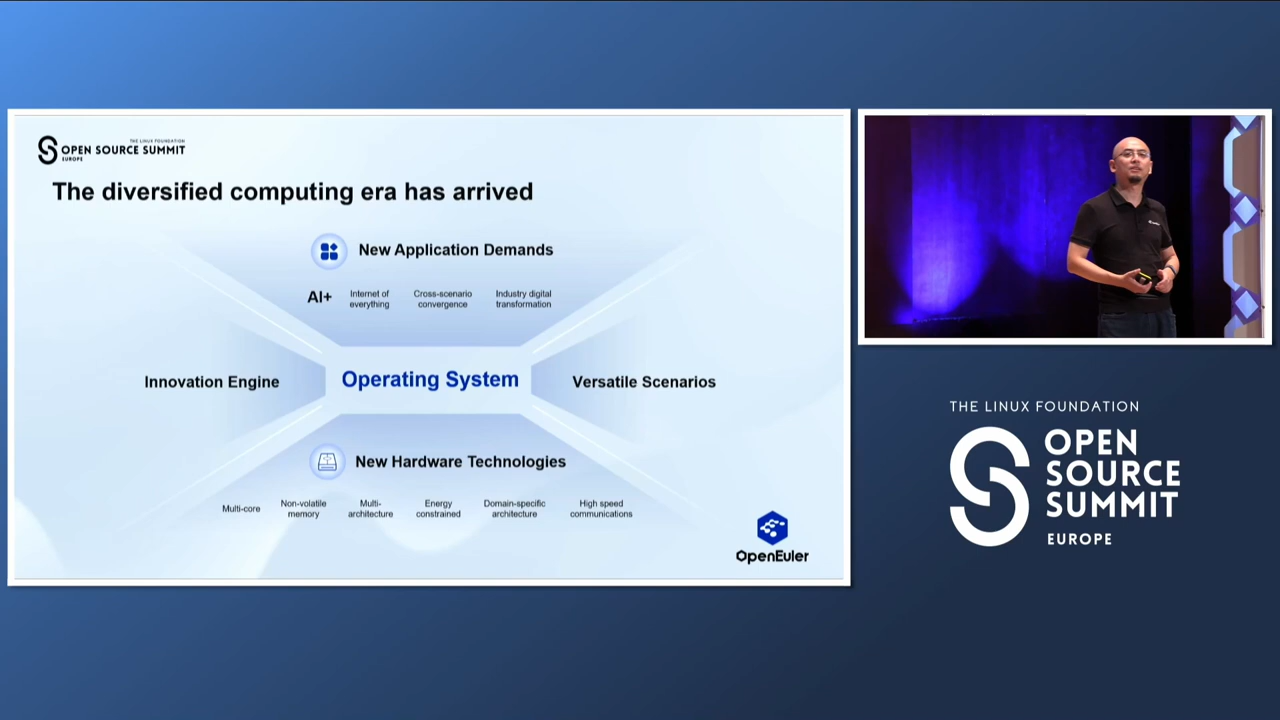 THE LINUX FOUNDATION
OPEN SOURCE SUMMIT
EUROPE
The diversified computing era has arrived
New Application Demands
AI+
Internet of
everything
Cross-scenario
convergence
Industry digital
transformation
Innovation Engine
Operating System
Versatile Scenarios
New Hardware Technologies
Multi-core
Non-volatile
memory
Multi-
architecture
Energy
constrained
Domain-specific
architecture
High speed
communications
OpenEuler
THE LINUX FOUNDATION
OPEN
SOURCE
SUMMIT
EUROPE